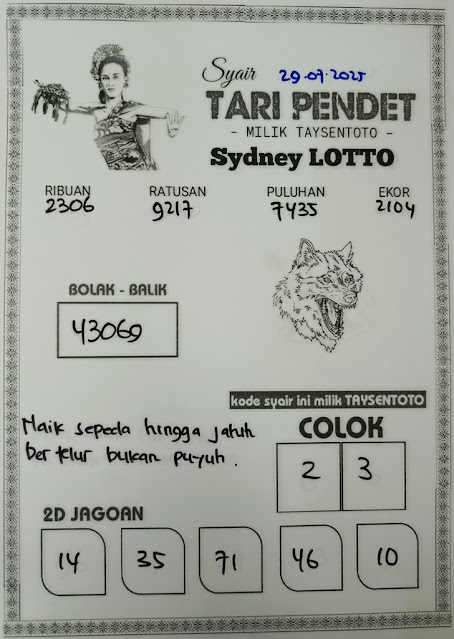 Syair 29.07.2025
TARI PENDET
- MILIK TAYSENTOTO -
Sydney LOTTO
RIBUAN RATUSAN PULUHAN EKOR
2306 9217 7435 2104
BOLAK - BALIK
43069
kode syair ini milik TAYSENTOTO
Naik sepeda hingga jatuh
ber telur bukan puyuh.
COLOK
2 3
2D JAGOAN
14 35 71 46 10